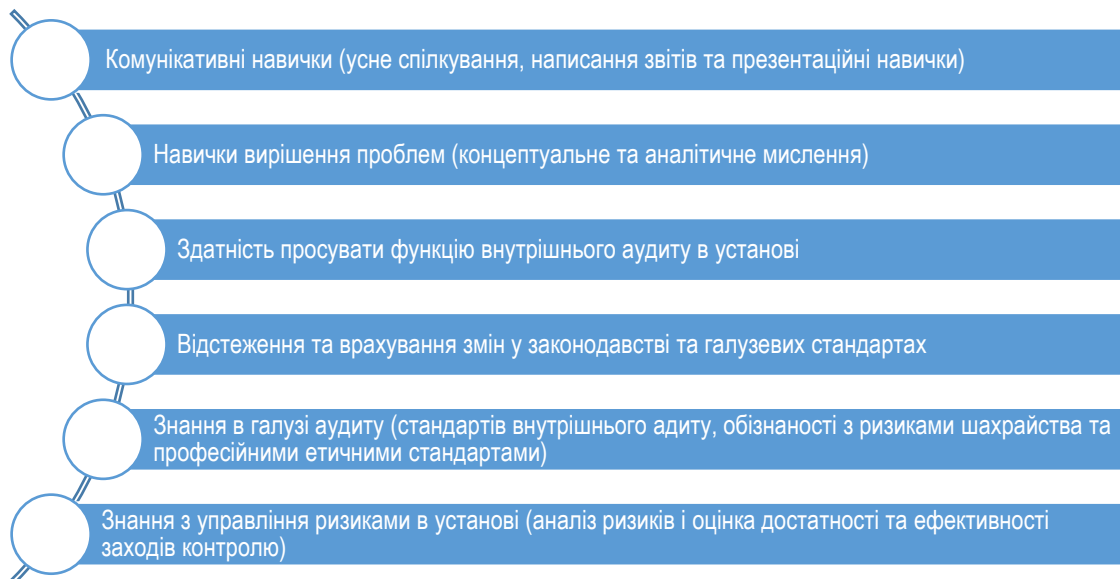 Комунікативні навички (усне спілкування, написання звітів та презентаційні навички)
Навички вирішення проблем (концептуальне та аналітичне мислення)
Здатність просувати функцію внутрішнього аудиту в установі
Відстеження та врахування змін у законодавстві та галузевих стандартах
Знання в галузі аудиту (стандартів внутрішнього адиту, обізнаності з ризиками шахрайства та
професійними етичними стандартами)
Знання з управління ризиками в установі (аналіз ризиків і оцінка достатності та ефективності
заходів контролю)